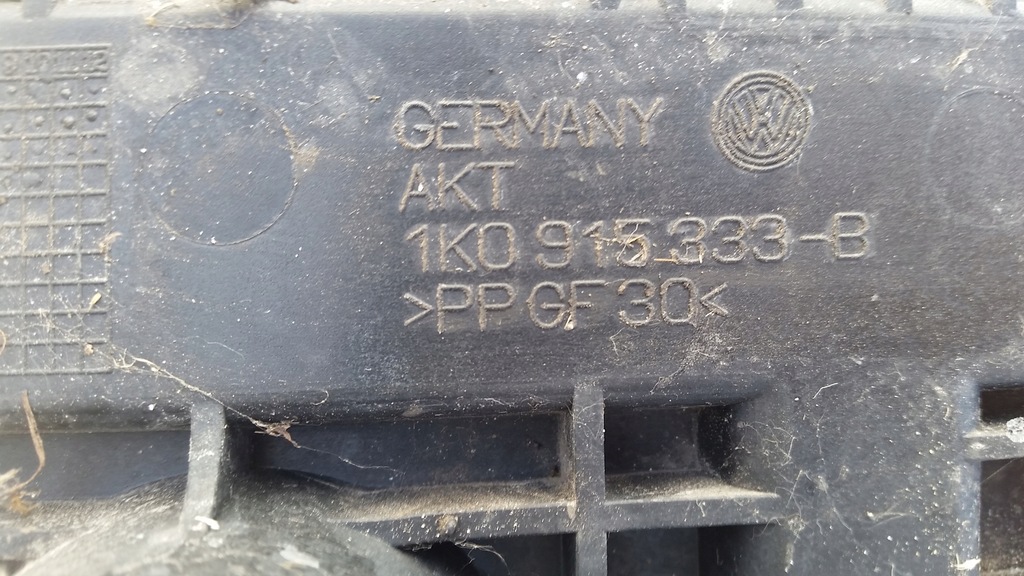 GERMANY
AKT
1K0 915 333-B
>PP GF 30<